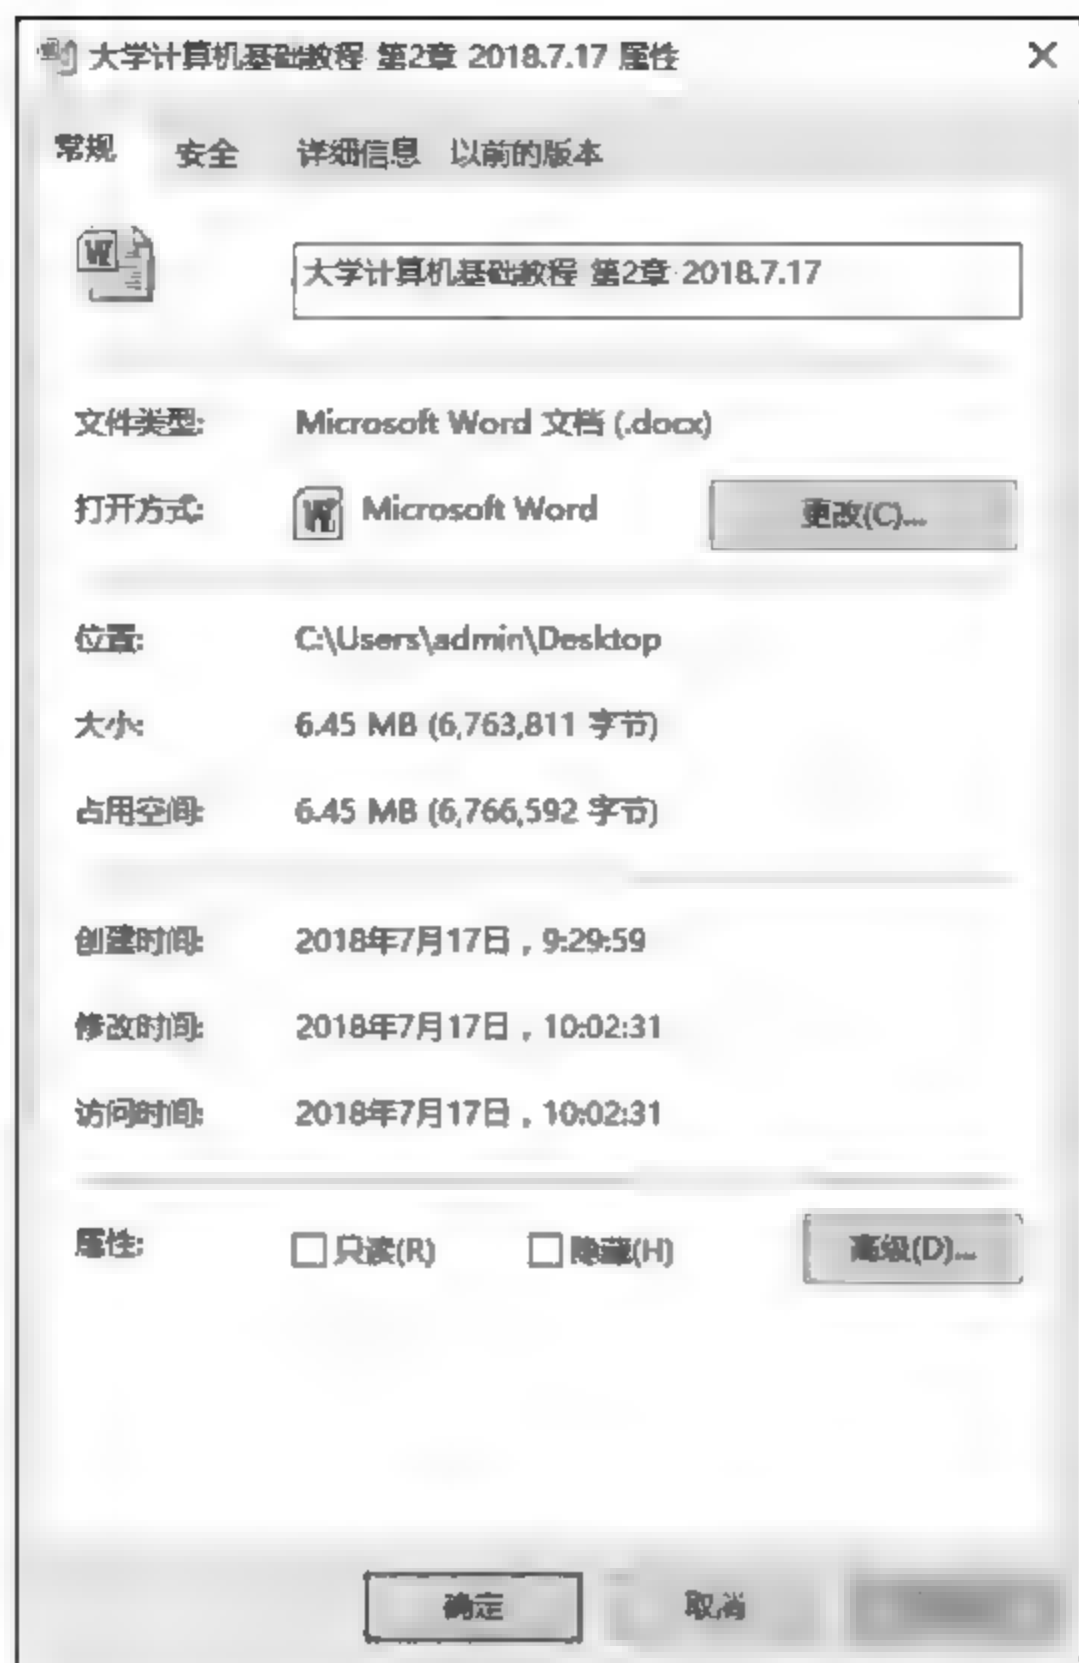 大学计算机基础教程 第2章 2018.7.17 属性
常规 安全 详细信息 以前的版本
大学计算机基础教程 第2章 2018.7.17
文件类型: Microsoft Word 文档 (.docx)
打开方式: Microsoft Word 更改(C)...
位置: C:\Users\admin\Desktop
大小: 6.45 MB (6,763,811 字节)
占用空间: 6.45 MB (6,766,592 字节)
创建时间: 2018年7月17日，9:29:59
修改时间: 2018年7月17日，10:02:31
访问时间: 2018年7月17日，10:02:31
属性: 只读(R) 隐藏(H) 高级(D)...
确定 取消